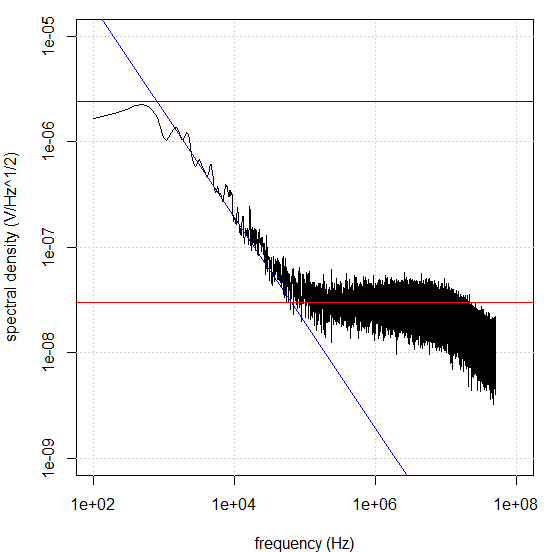 spectral density (V/Hz^1/2)
1e-05
1e-06
1e-07
1e-08
1e-09
1e+02
1e+04
1e+06
1e+08
frequency (Hz)